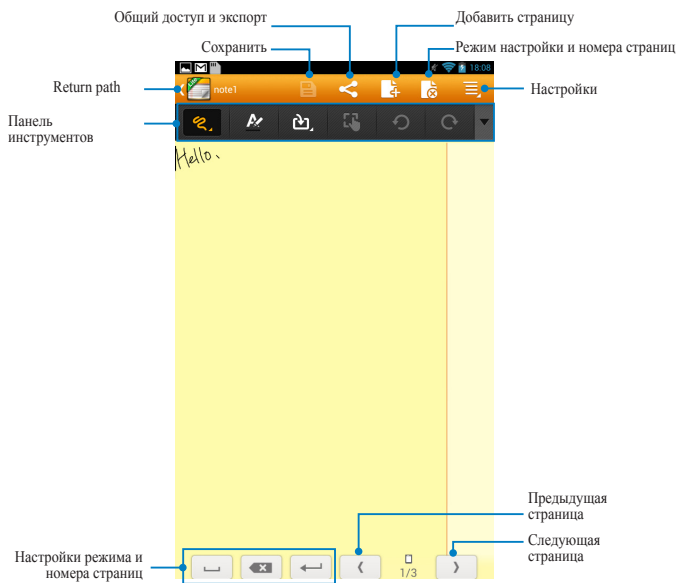 Общий доступ и экспорт
Добавить страницу
Сохранить
Режим настройки и номера страниц
18:08
Return path
note1
Настройки
Панель
инструментов
Hello.
Предыдущая
страница
Следующая
страница
Настройки режима и
номера страниц
1/3